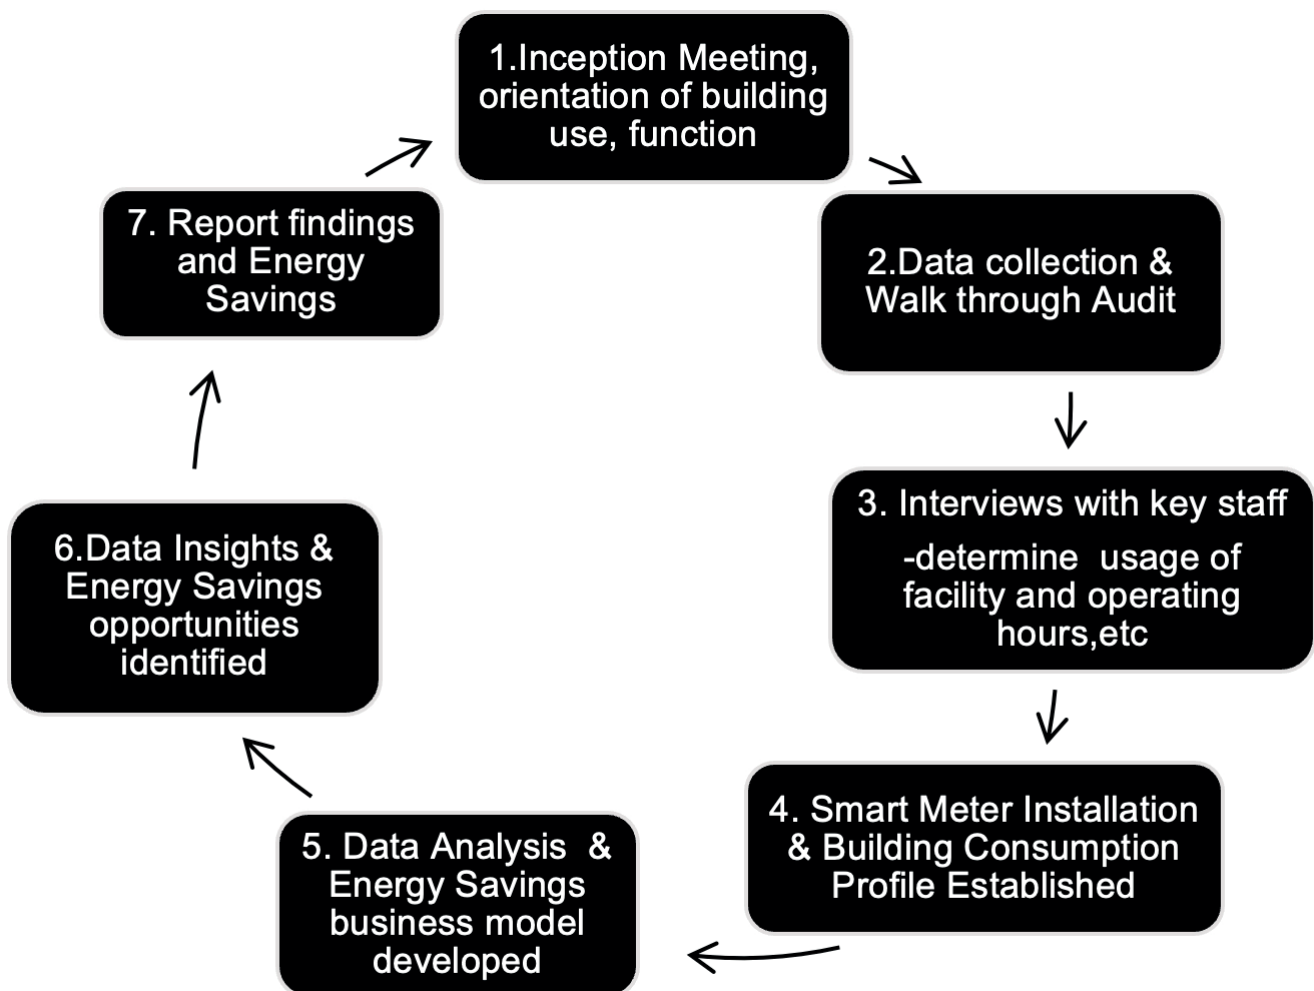 1.Inception Meeting,
orientation of building
use, function
2.Data collection &
Walk through Audit
3. Interviews with key staff
-determine  usage of
facility and operating
hours,etc
4. Smart Meter Installation
& Building Consumption
Profile Established
5. Data Analysis  &
Energy Savings
business model
developed
6.Data Insights &
Energy Savings
opportunities
identified
7. Report findings
and Energy
Savings